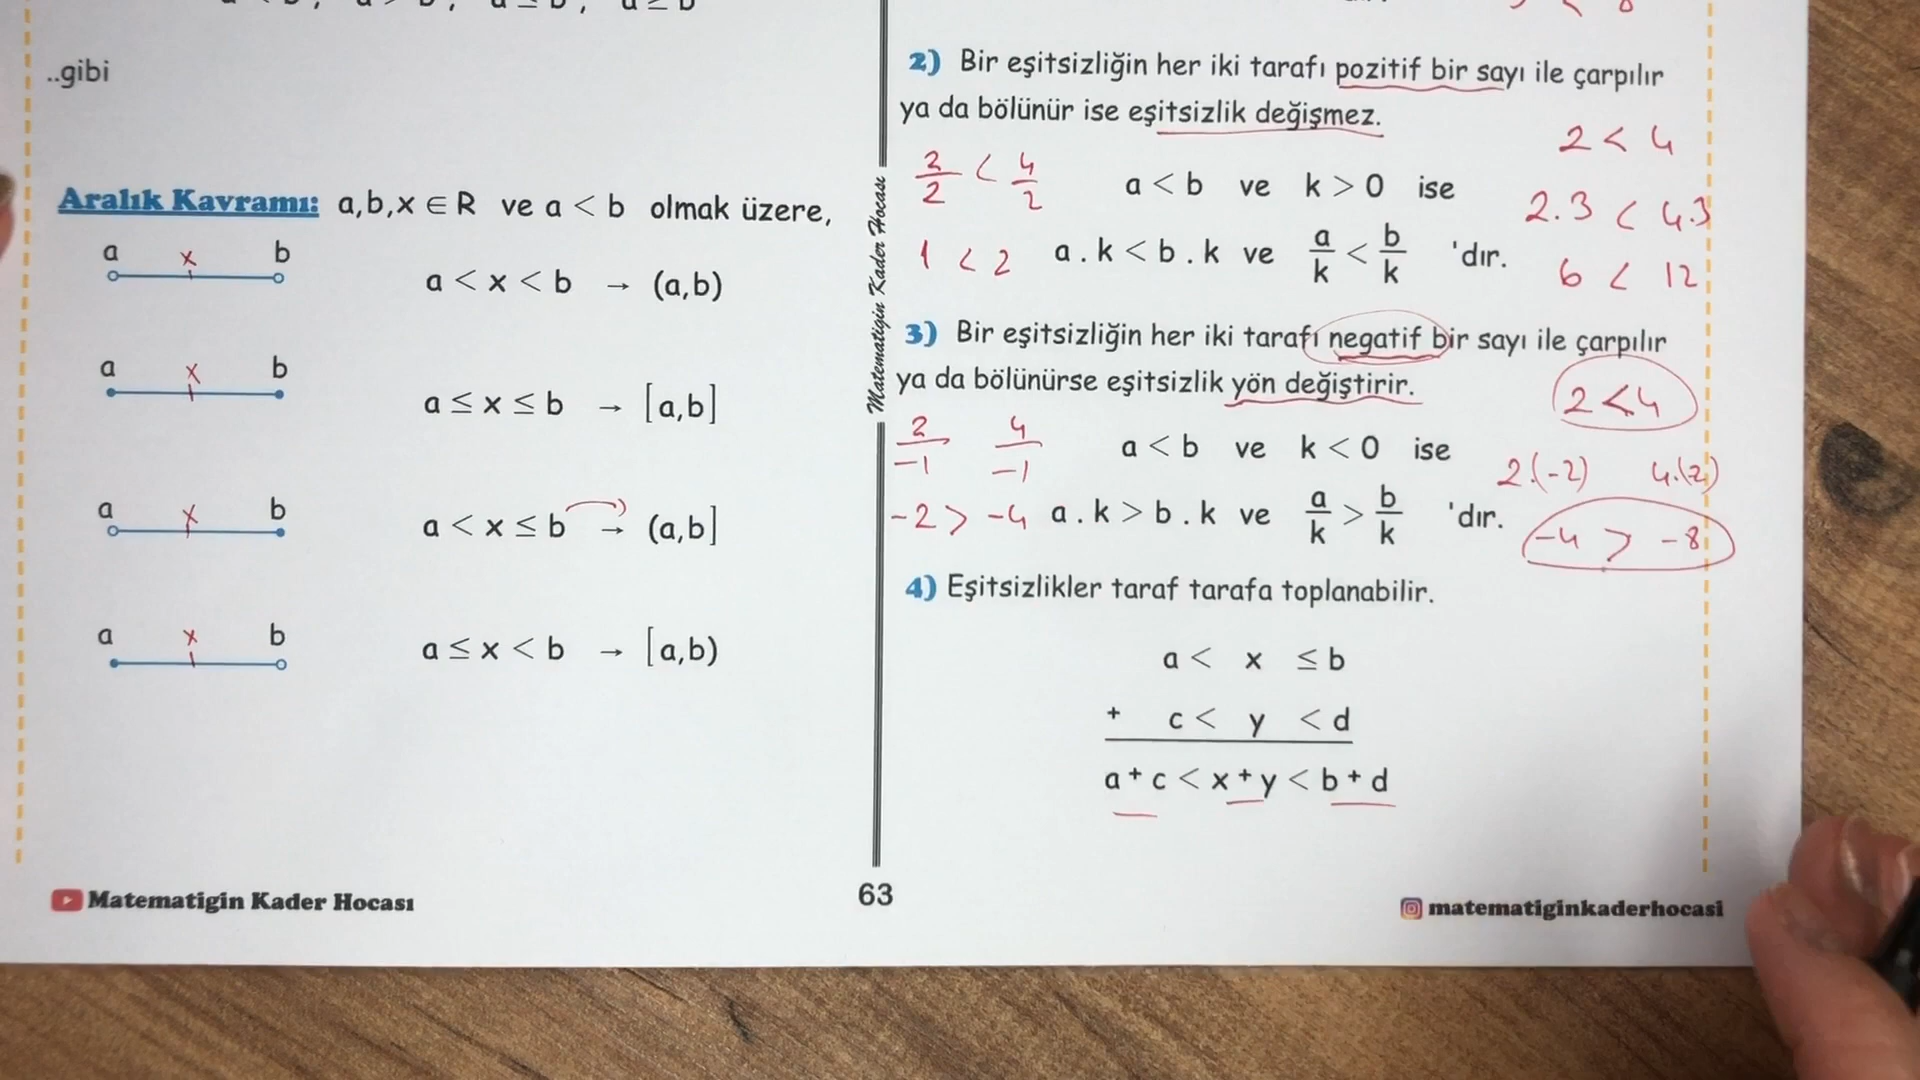 ..gibi
Aralık Kavramı: a,b,x ∈ R ve a < b olmak üzere,
a x b
a < x < b → (a,b)
a x b
a ≤ x ≤ b → [a,b]
a x b
a < x ≤ b → (a,b]
a x b
a ≤ x < b → [a,b)
Matematigin Kader Hocası
2) Bir eşitsizliğin her iki tarafı pozitif bir sayı ile çarpılır
ya da bölünür ise eşitsizlik değişmez.
2 < 4
2/2 < 4/2 a < b ve k > 0 ise 2.3 < 4.3
1 < 2 a . k < b . k ve a/k < b/k 'dır. 6 < 12
3) Bir eşitsizliğin her iki tarafı negatif bir sayı ile çarpılır
ya da bölünürse eşitsizlik yön değiştirir.
2 < 4
2/-1 4/-1 a < b ve k < 0 ise 2.(-2) 4.(-2)
-2 > -4 a . k > b . k ve a/k > b/k 'dır. -4 > -8
4) Eşitsizlikler taraf tarafa toplanabilir.
a < x ≤ b
+ c < y < d
a + c < x + y < b + d
Matematigin Kader Hocası
63
matematiginkaderhocasi